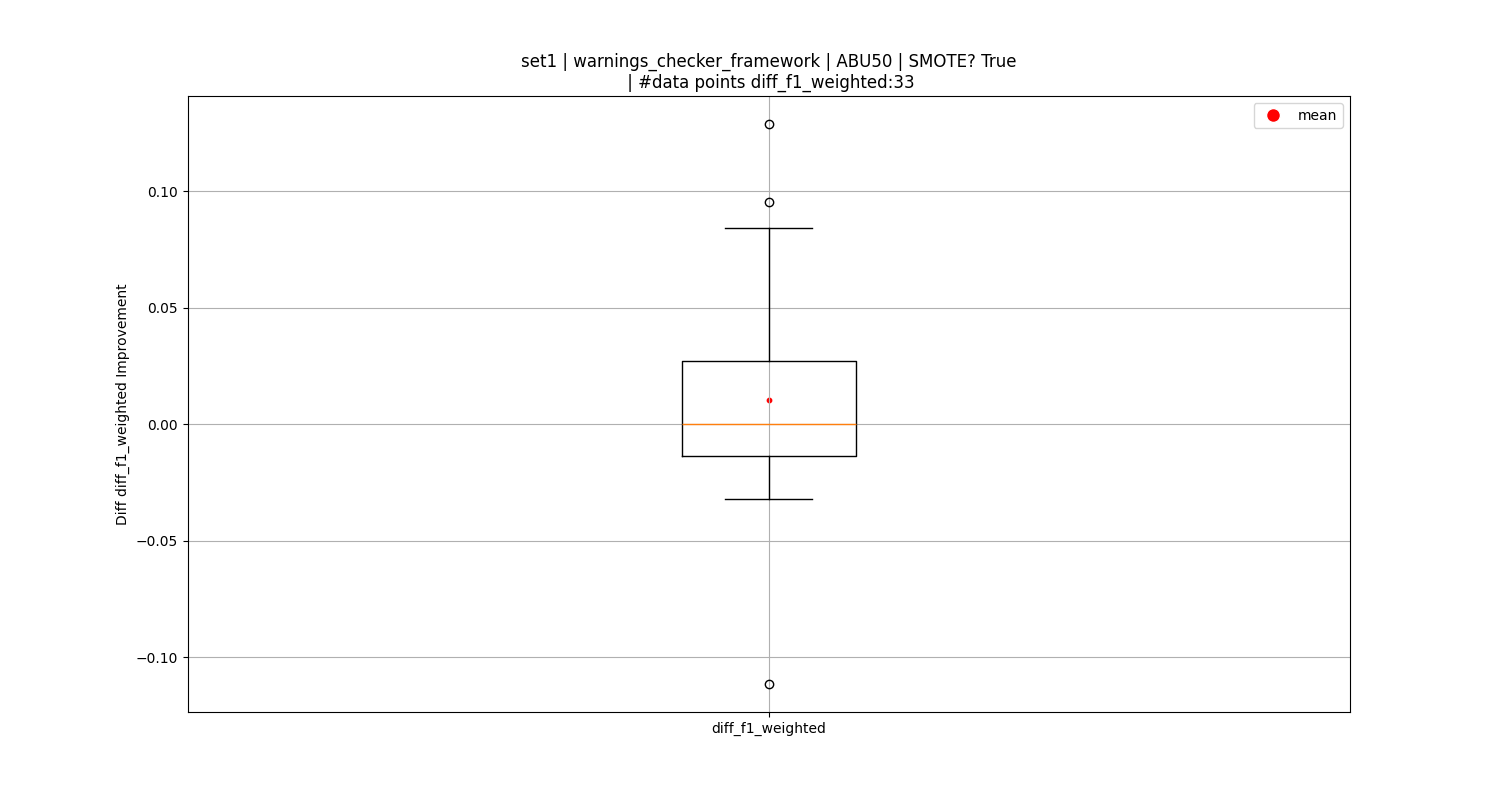 set1 | warnings_checker_framework | ABU50 | SMOTE? True
| #data points diff_f1_weighted:33
mean
0.10
0.05
0.00
−0.05
−0.10
Diff diff_f1_weighted Improvement
diff_f1_weighted